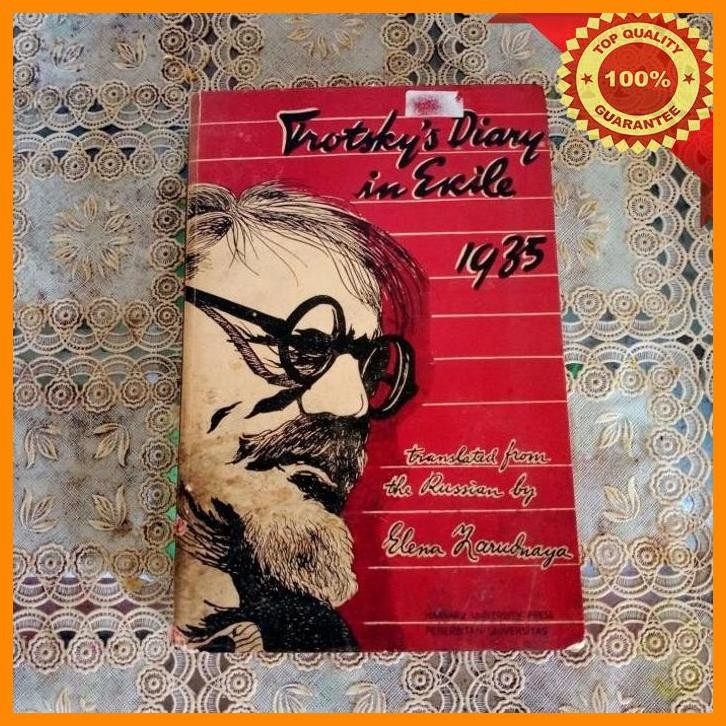 TOP QUALITY
100%
GUARANTEE
Trotsky's Diary
in Exile
1935
translated from
the Russian by
Elena Zarudnaya
HARVARD UNIVERSITY PRESS
PENERBITAN UNIVERSITAS